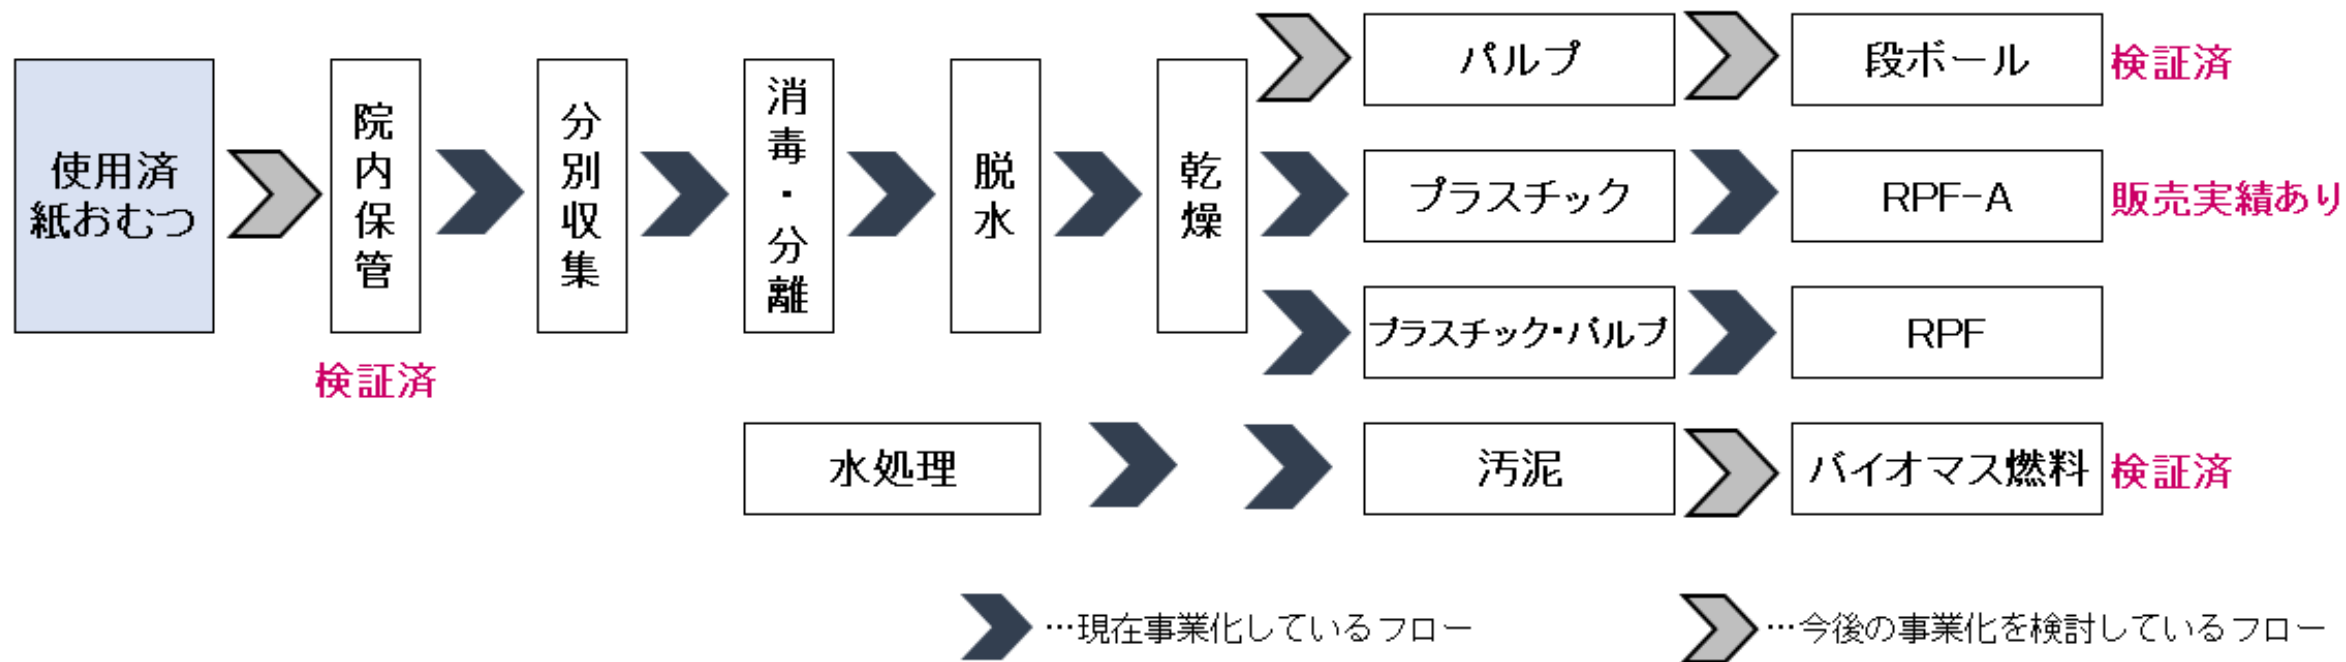 使用済
紙おむつ
院内保管
検証済
分別収集
消毒・分離
脱水
乾燥
パルプ
段ボール
検証済
プラスチック
RPF-A
販売実績あり
プラスチック・パルプ
RPF
水処理
汚泥
バイオマス燃料
検証済
…現在事業化しているフロー
…今後の事業化を検討しているフロー